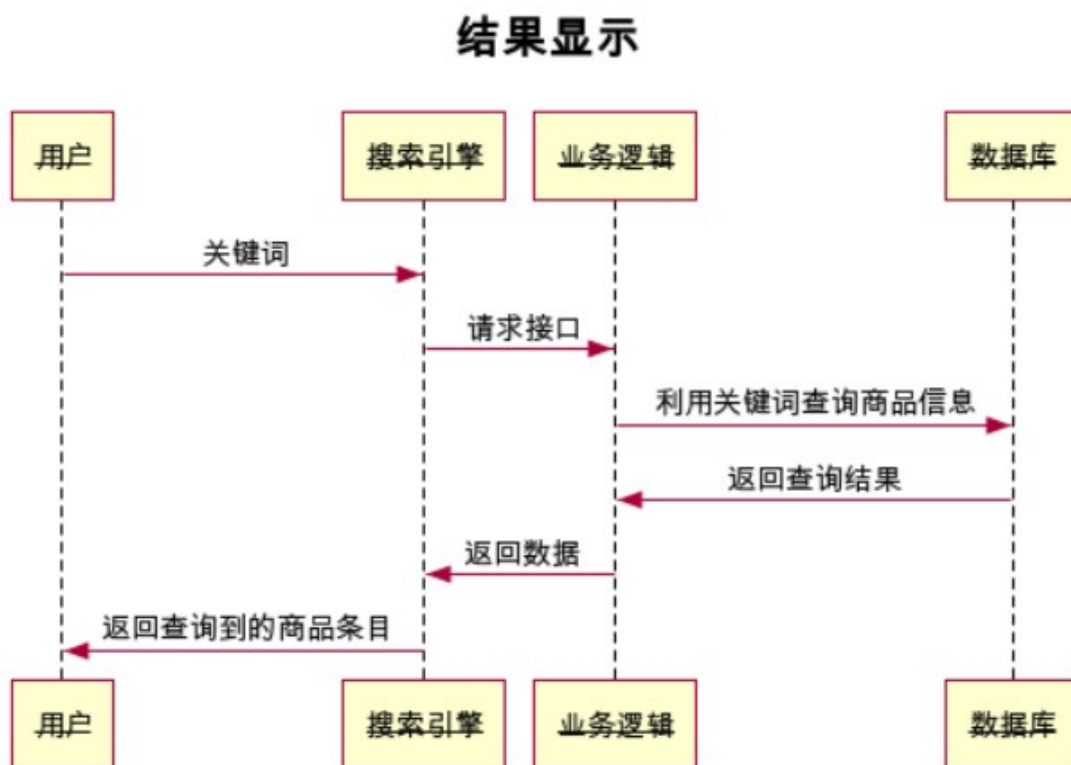 结果显示
用户
搜索引擎
业务逻辑
数据库
关键词
请求接口
利用关键词查询商品信息
返回查询结果
返回数据
返回查询到的商品条目
用户
搜索引擎
业务逻辑
数据库